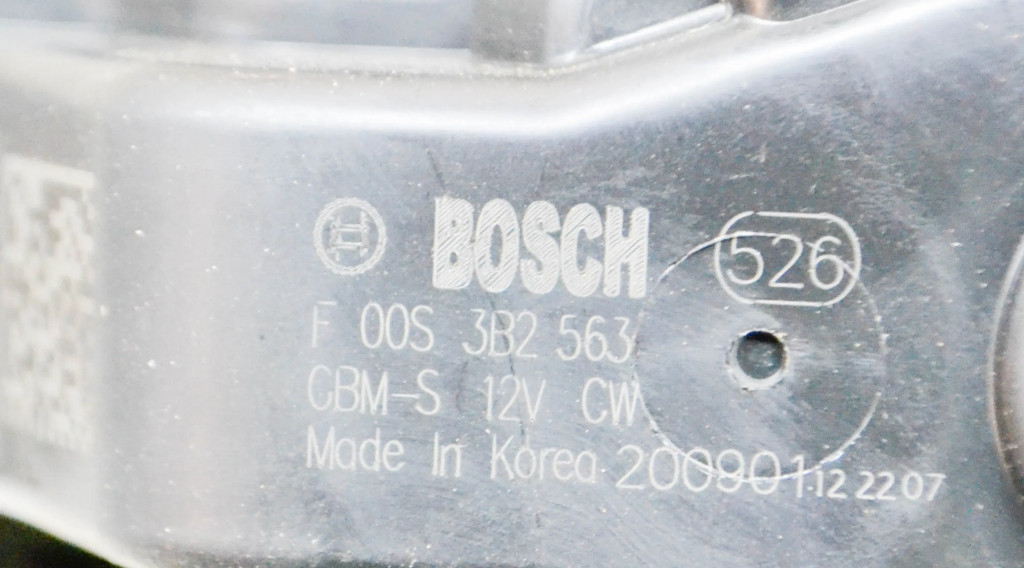 BOSCH 526
F 00S 3B2 563
CBM-S 12V CW
Made In Korea 200901 12 22 07